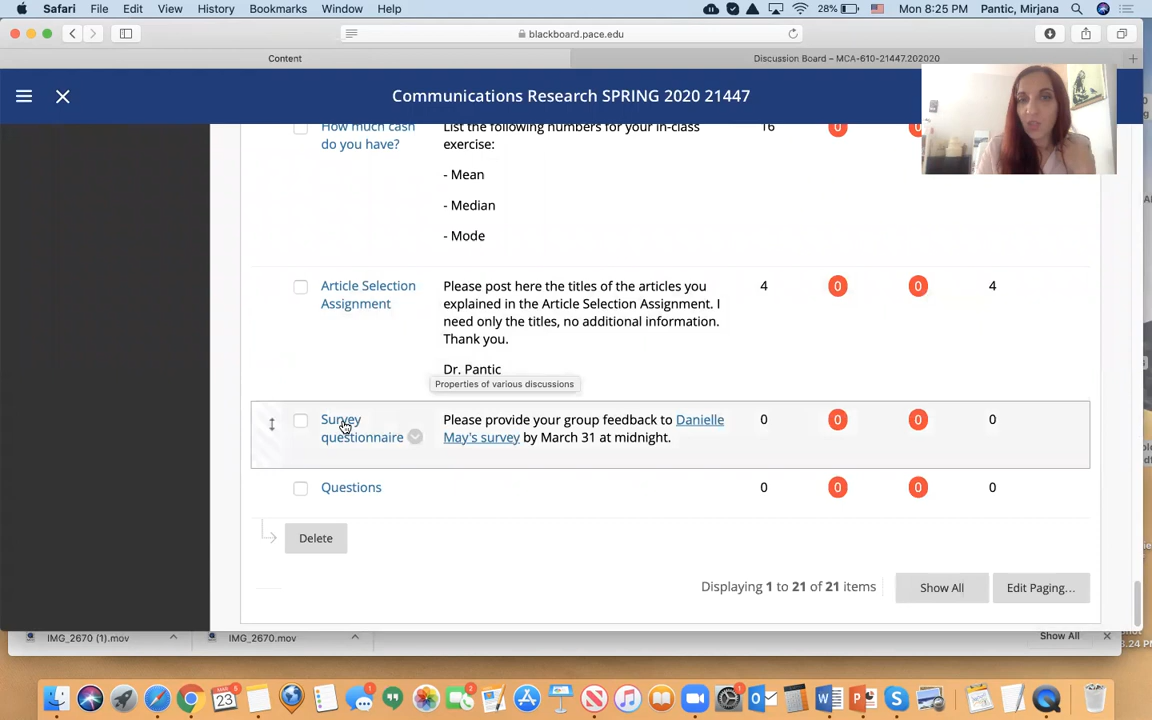 Safari File Edit View History Bookmarks Window Help 28% Mon 8:25 PM Pantic, Mirjana
blackboard.pace.edu
Content Discussion Board – MCA-610-21447.202020
Communications Research SPRING 2020 21447
How much cash do you have?
List the following numbers for your in-class
exercise:
- Mean
- Median
- Mode
16 0 0
Article Selection
Assignment
Please post here the titles of the articles you
explained in the Article Selection Assignment. I
need only the titles, no additional information.
Thank you.
Dr. Pantic
4 0 0 4
Properties of various discussions
Survey
questionnaire
Please provide your group feedback to Danielle
May's survey by March 31 at midnight.
0 0 0 0
Questions 0 0 0 0
Delete
Displaying 1 to 21 of 21 items Show All Edit Paging...
IMG_2670 (1).mov IMG_2670.mov Show All